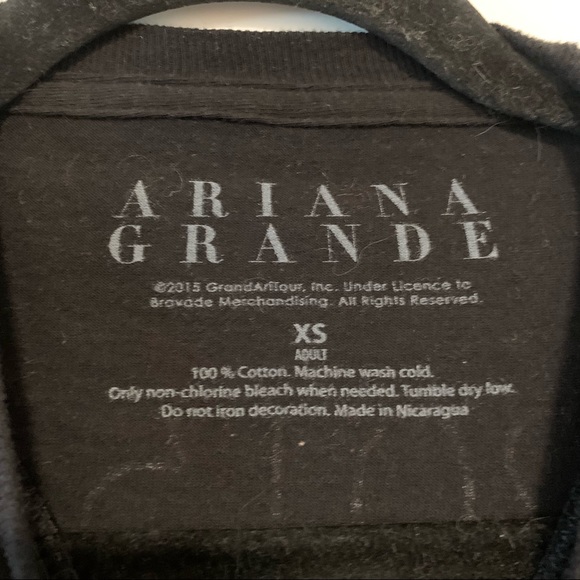 ARIANA
GRANDE
©2015 GrandAriTour, Inc. Under Licence to
Bravado Merchandising. All Rights Reserved.
XS
ADULT
100 % Cotton. Machine wash cold.
Only non-chlorine bleach when needed. Tumble dry low.
Do not iron decoration. Made in Nicaragua